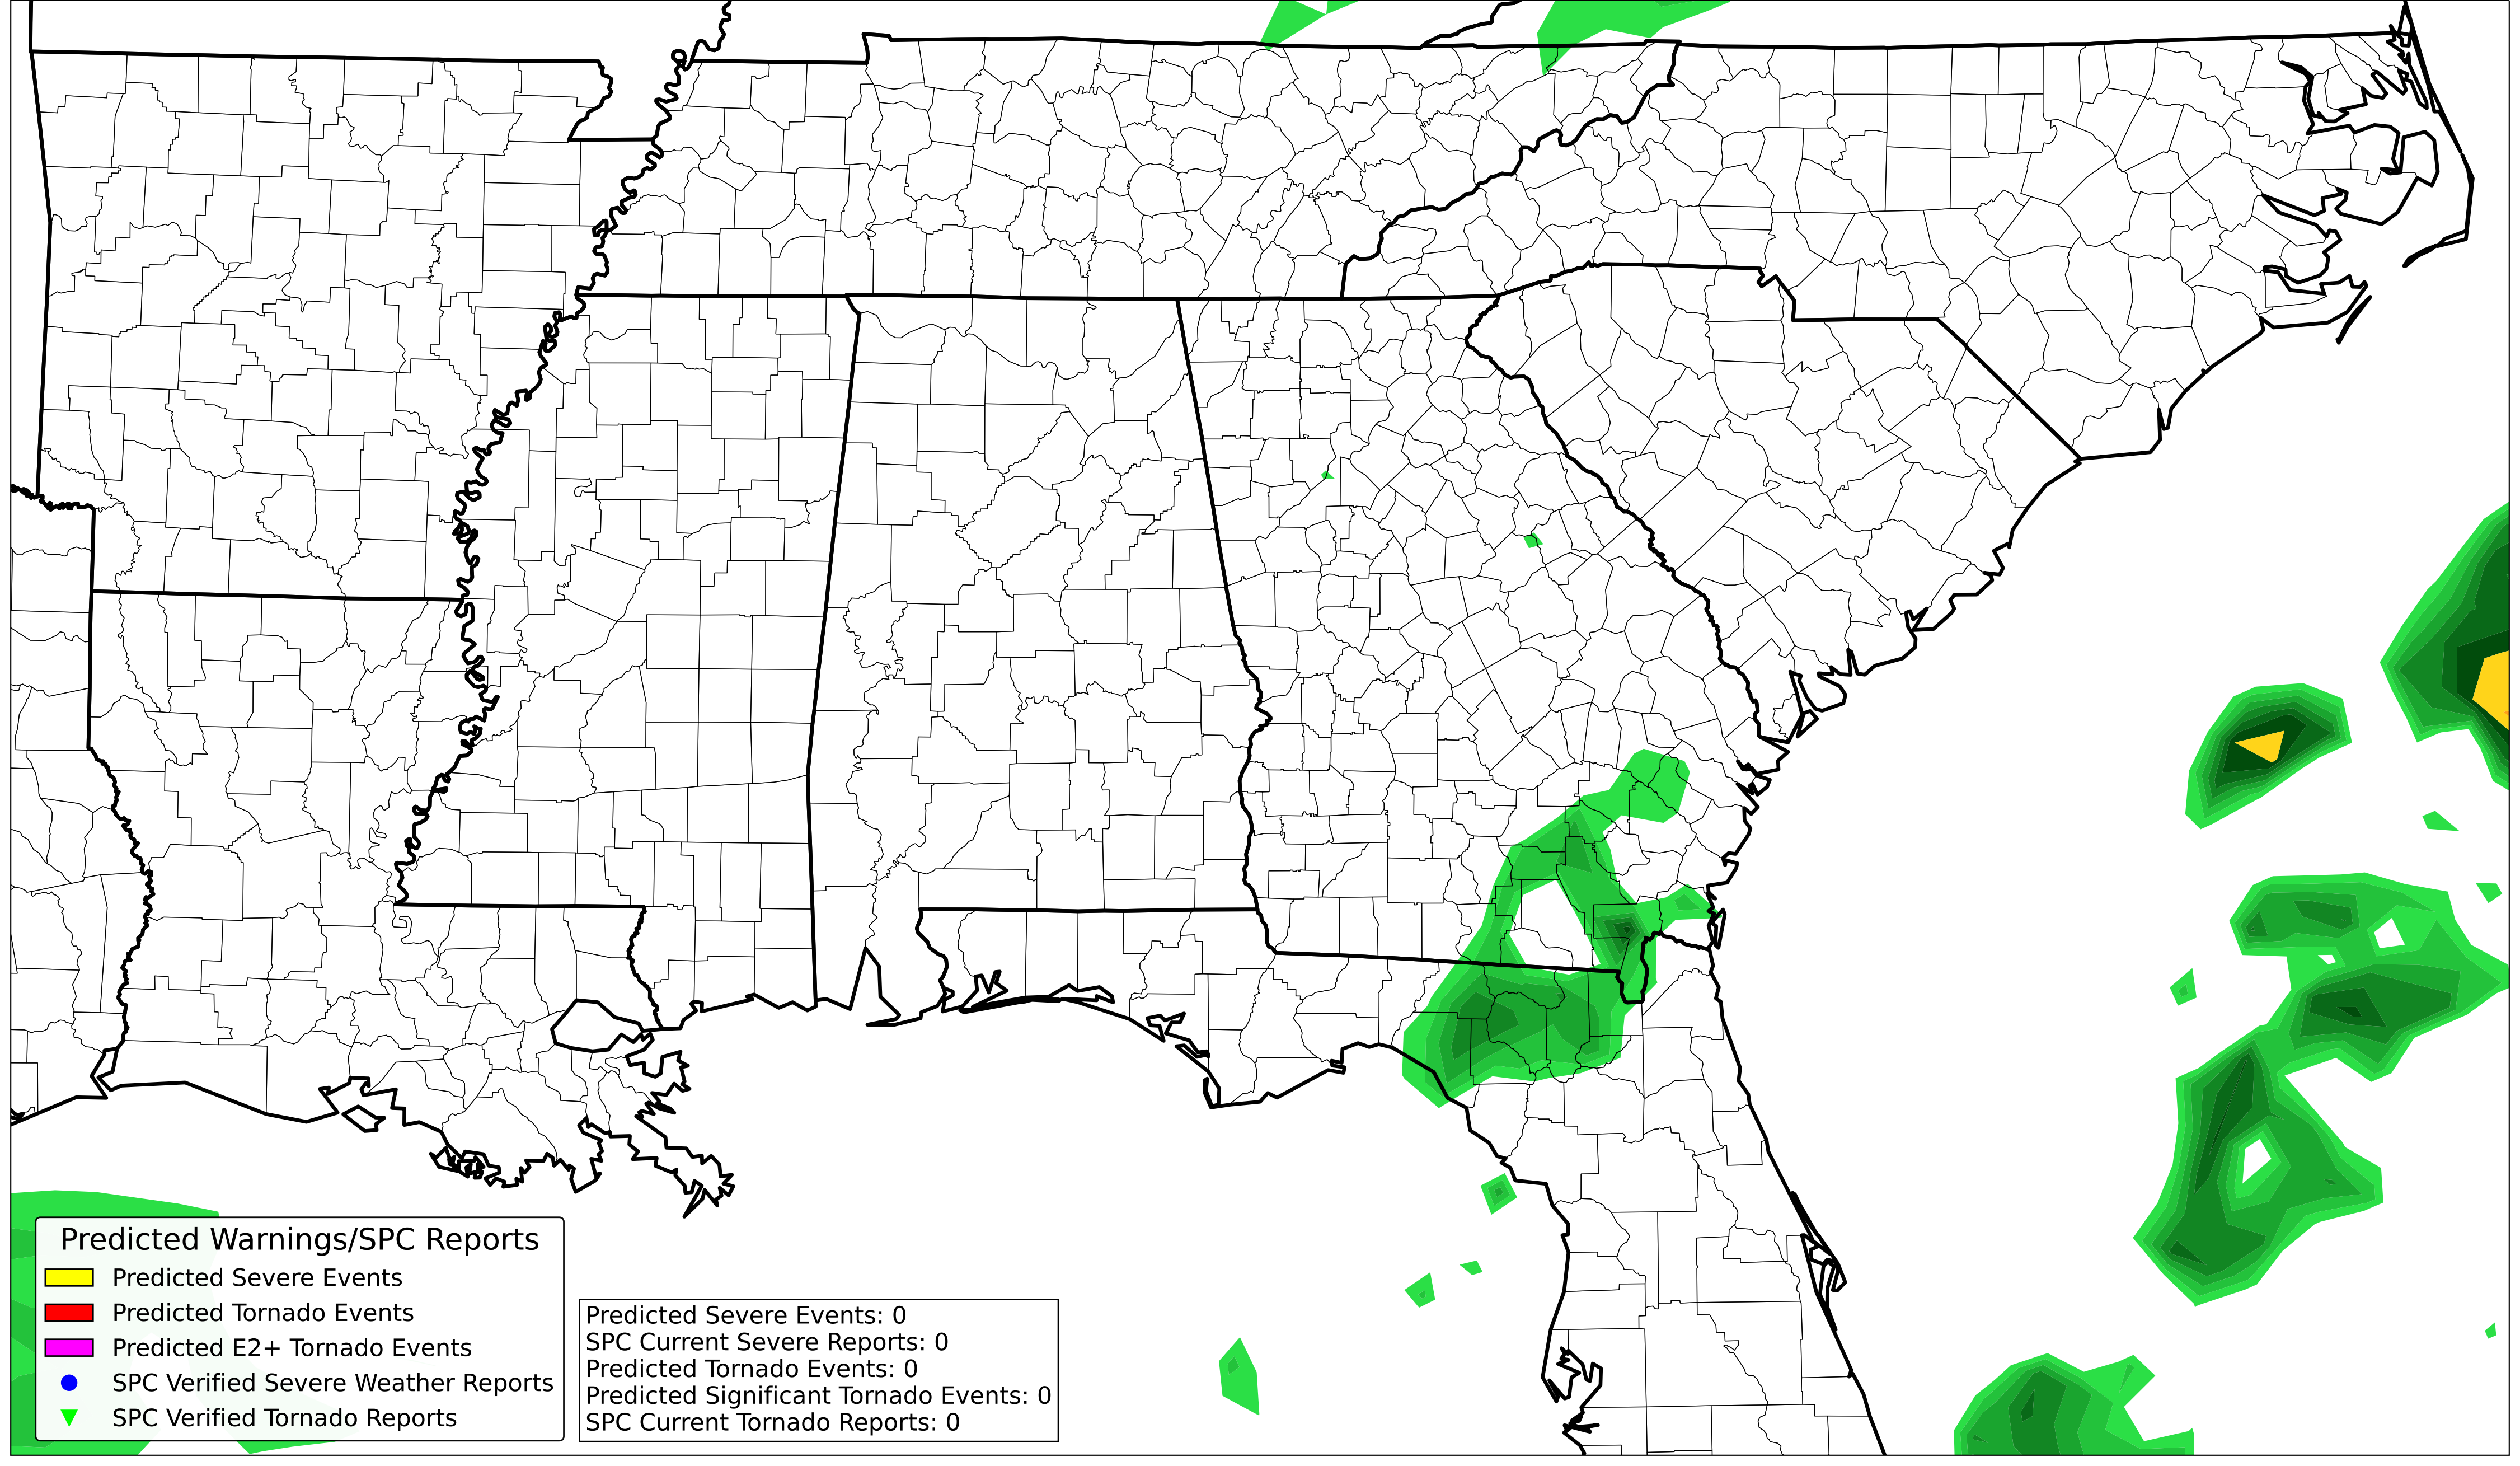 Predicted Warnings/SPC Reports
Predicted Severe Events
Predicted Tornado Events
Predicted E2+ Tornado Events
SPC Verified Severe Weather Reports
SPC Verified Tornado Reports
Predicted Severe Events: 0
SPC Current Severe Reports: 0
Predicted Tornado Events: 0
Predicted Significant Tornado Events: 0
SPC Current Tornado Reports: 0